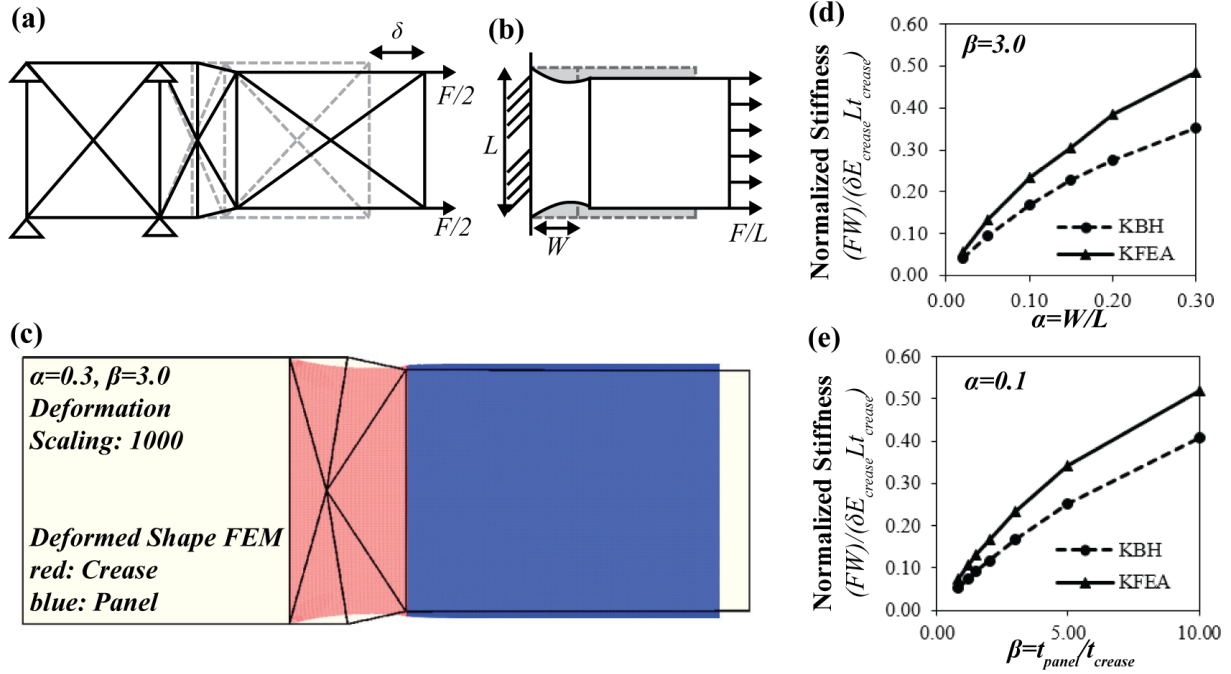 (a)
δ
F/2
F/2
(b)
L
W
F/L
(c)
α=0.3, β=3.0
Deformation
Scaling: 1000
Deformed Shape FEM
red: Crease
blue: Panel
(d)
Normalized Stiffness
(FW)/(δE_crease Lt_crease)
0.60
0.50
0.40
0.30
0.20
0.10
0.00
β=3.0
KBH
KFEA
0.00 0.10 0.20 0.30
α=W/L
(e)
Normalized Stiffness
(FW)/(δE_crease Lt_crease)
0.60
0.50
0.40
0.30
0.20
0.10
0.00
α=0.1
KBH
KFEA
0.00 5.00 10.00
β=t_panel/t_crease